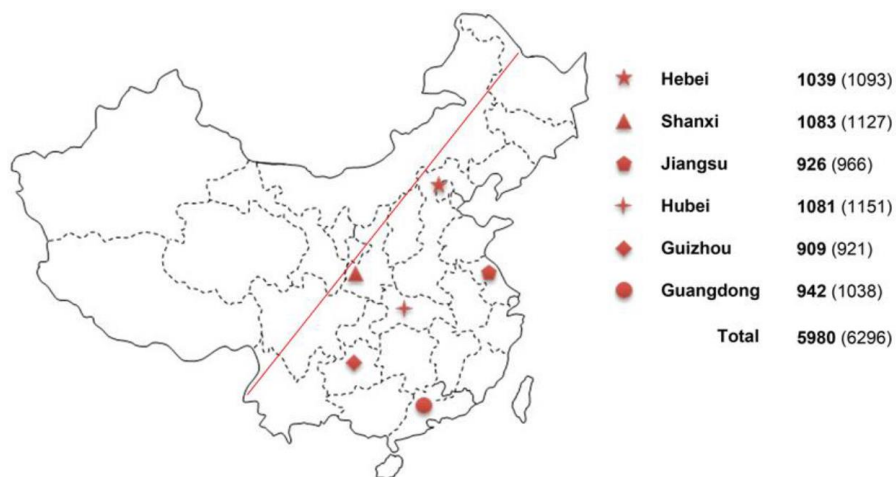 Hebei 1039 (1093)
Shanxi 1083 (1127)
Jiangsu 926 (966)
Hubei 1081 (1151)
Guizhou 909 (921)
Guangdong 942 (1038)
Total 5980 (6296)